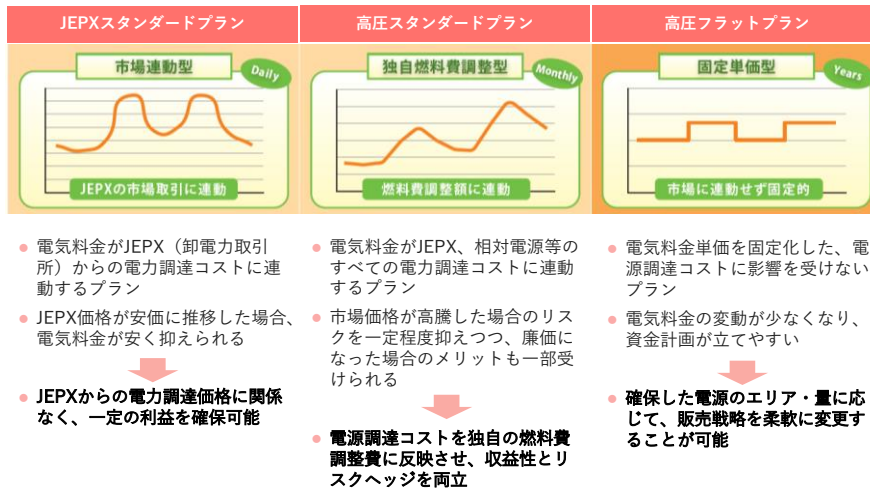 JEPXスタンダードプラン
市場連動型
Daily
JEPXの市場取引に連動
● 電気料金がJEPX（卸電力取引
所）からの電力調達コストに連
動するプラン
● JEPX価格が安価に推移した場合、
電気料金が安く抑えられる
● JEPXからの電力調達価格に関係
なく、一定の利益を確保可能
高圧スタンダードプラン
独自燃料費調整型
Monthly
燃料費調整額に連動
● 電気料金がJEPX、相対電源等の
すべての電力調達コストに連動
するプラン
● 市場価格が高騰した場合のリス
クを一定程度抑えつつ、廉価に
なった場合のメリットも一部受
けられる
● 電源調達コストを独自の燃料費
調整費に反映させ、収益性とリ
スクヘッジを両立
高圧フラットプラン
固定単価型
Years
市場に連動せず固定的
● 電気料金単価を固定化した、電
源調達コストに影響を受けない
プラン
● 電気料金の変動が少なくなり、
資金計画が立てやすい
● 確保した電源のエリア・量に応
じて、販売戦略を柔軟に変更す
ることが可能